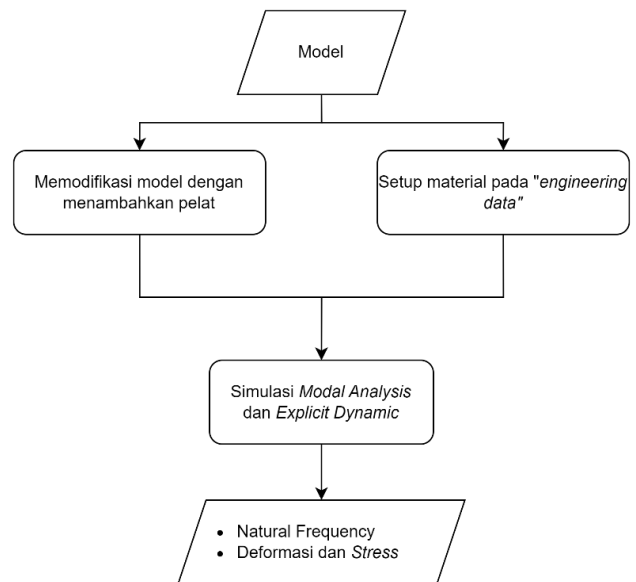 Model
Memodifikasi model dengan
menambahkan pelat
Setup material pada "engineering
data"
Simulasi Modal Analysis
dan Explicit Dynamic
• Natural Frequency
• Deformasi dan Stress